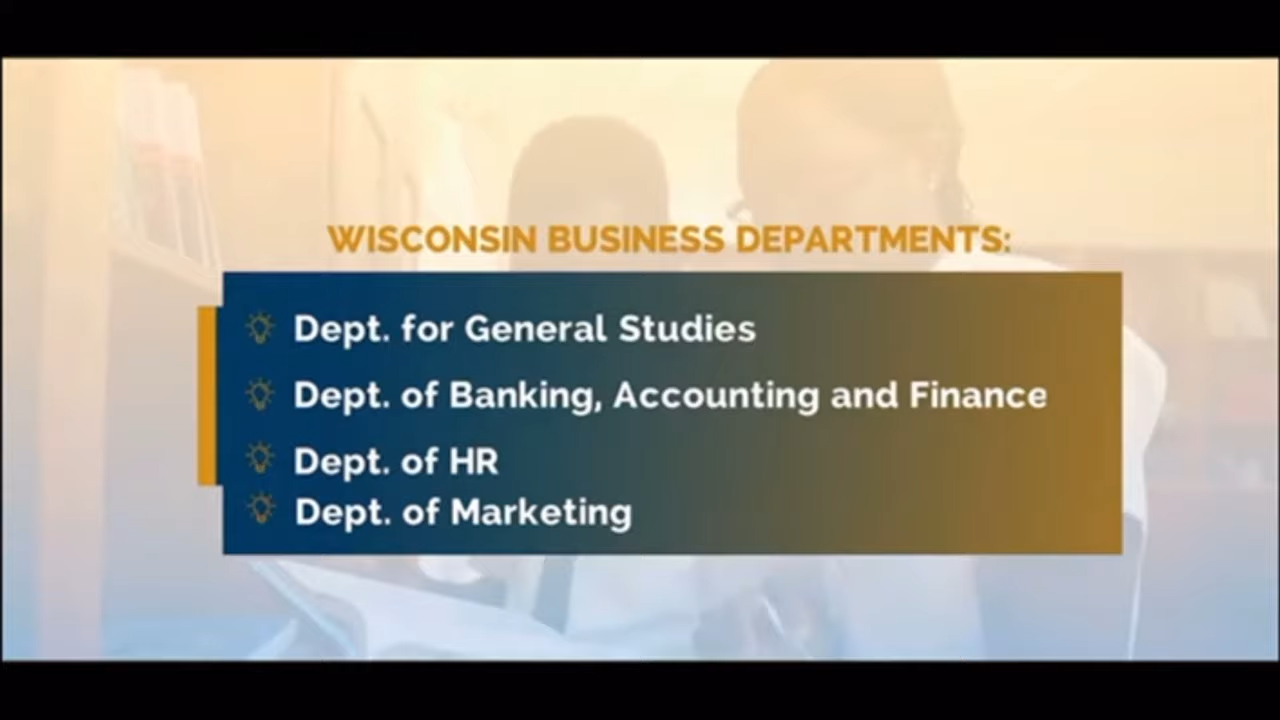 WISCONSIN BUSINESS DEPARTMENTS:
Dept. for General Studies
Dept. of Banking, Accounting and Finance
Dept. of HR
Dept. of Marketing